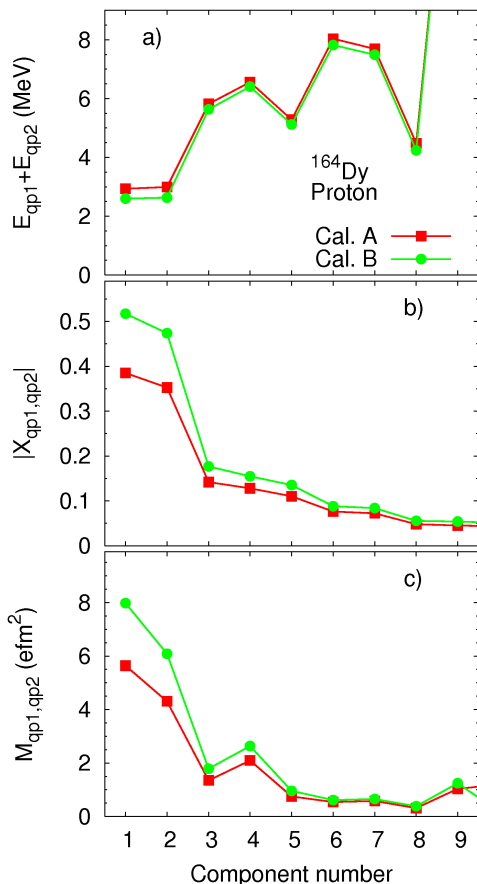 a)
8
6
4
2
0
E_qp1+E_qp2 (MeV)
^164Dy
Proton
Cal. A
Cal. B
b)
0.5
0.4
0.3
0.2
0.1
0
|X_qp1,qp2|
c)
8
6
4
2
0
M_qp1,qp2 (efm^2)
1 2 3 4 5 6 7 8 9
Component number